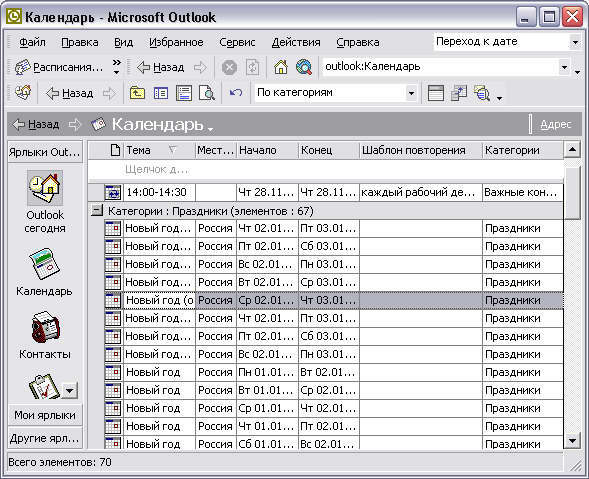 Календарь - Microsoft Outlook
Файл Правка Вид Избранное Сервис Действия Справка Переход к дате
Расписания... Назад outlook:Календарь
Назад По категориям
Назад Календарь Адрес
Ярлыки Out...
Outlook
сегодня
Календарь
Контакты
Мои ярлыки
Другие ярл...
Тема Мест... Начало Конец Шаблон повторения Категории
Щелчок д...
14:00-14:30 Чт 28.11... Чт 28.11... каждый рабочий де... Важные кон...
Категории : Праздники (элементов : 67)
Новый год... Россия Чт 02.01... Пт 03.01... Праздники
Новый год... Россия Пт 02.01... Сб 03.01... Праздники
Новый год... Россия Вс 02.01... Пн 03.01... Праздники
Новый год... Россия Вт 02.01... Ср 03.01... Праздники
Новый год (о Россия Ср 02.01... Чт 03.01... Праздники
Новый год... Россия Чт 02.01... Пт 03.01... Праздники
Новый год... Россия Пт 02.01... Сб 03.01... Праздники
Новый год... Россия Вс 02.01... Пн 03.01... Праздники
Новый год Россия Пн 01.01... Вт 02.01... Праздники
Новый год Россия Вт 01.01... Ср 02.01... Праздники
Новый год Россия Ср 01.01... Чт 02.01... Праздники
Новый год Россия Чт 01.01... Пт 02.01... Праздники
Новый год Россия Сб 01.01... Вс 02.01... Праздники
Всего элементов: 70